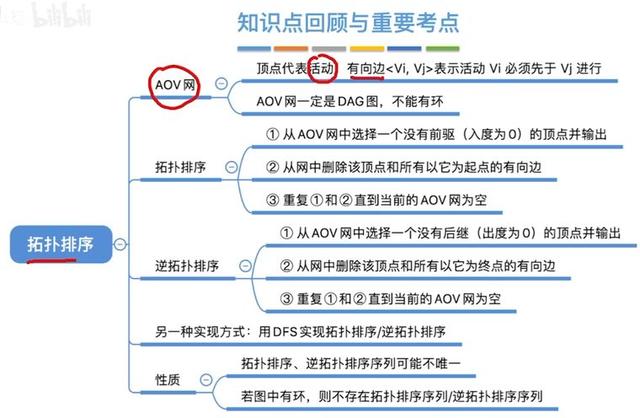 bilibili
知识点回顾与重要考点
顶点代表活动，有向边<Vi, Vj>表示活动 Vi 必须先于 Vj 进行
AOV网
AOV网一定是DAG图，不能有环
① 从AOV网中选择一个没有前驱（入度为0）的顶点并输出
拓扑排序
② 从网中删除该顶点和所有以它为起点的有向边
③ 重复①和②直到当前的AOV网为空
拓扑排序
① 从AOV网中选择一个没有后继（出度为0）的顶点并输出
逆拓扑排序
② 从网中删除该顶点和所有以它为终点的有向边
③ 重复①和②直到当前的AOV网为空
另一种实现方式：用DFS实现拓扑排序/逆拓扑排序
拓扑排序、逆拓扑排序序列可能不唯一
性质
若图中有环，则不存在拓扑排序序列/逆拓扑排序序列